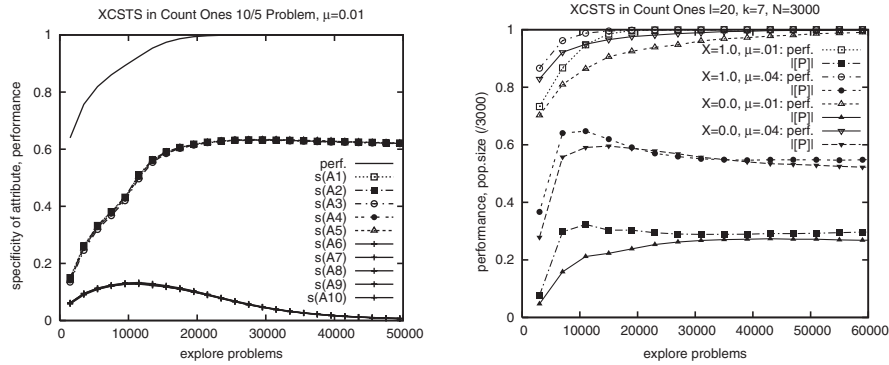 XCSTS in Count Ones 10/5 Problem, μ=0.01
specificity of attribute, performance
1
0.8
0.6
0.4
0.2
0
0
10000
20000
30000
40000
50000
explore problems
perf.
s(A1)
s(A2)
s(A3)
s(A4)
s(A5)
s(A6)
s(A7)
s(A8)
s(A9)
s(A10)
XCSTS in Count Ones l=20, k=7, N=3000
performance, pop.size (/3000)
1
0.8
0.6
0.4
0.2
0
0
10000
20000
30000
40000
50000
60000
explore problems
X=1.0, μ=.01: perf.
|[P]|
X=1.0, μ=.04: perf.
|[P]|
X=0.0, μ=.01: perf.
|[P]|
X=0.0, μ=.04: perf.
|[P]|